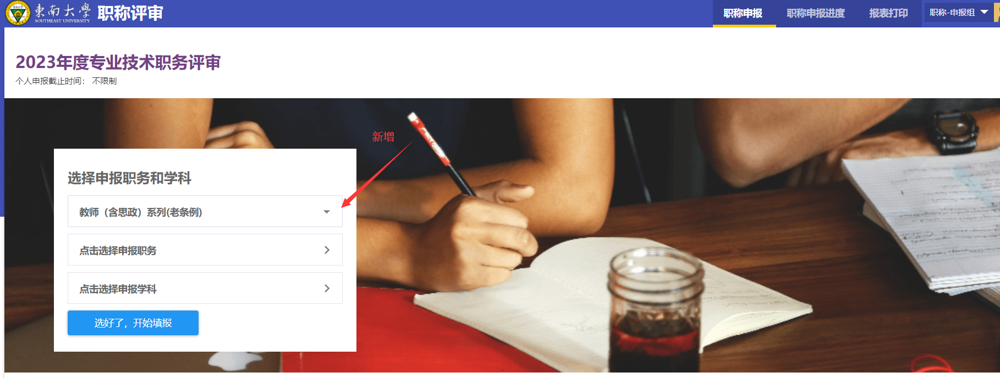 東南大學
SOUTHEAST UNIVERSITY
职称评审
职称申报
职称申报进度
报表打印
职称-申报组
2023年度专业技术职务评审
个人申报截止时间： 不限制
新增
选择申报职务和学科
教师（含思政）系列(老条例)
点击选择申报职务
点击选择申报学科
选好了，开始填报